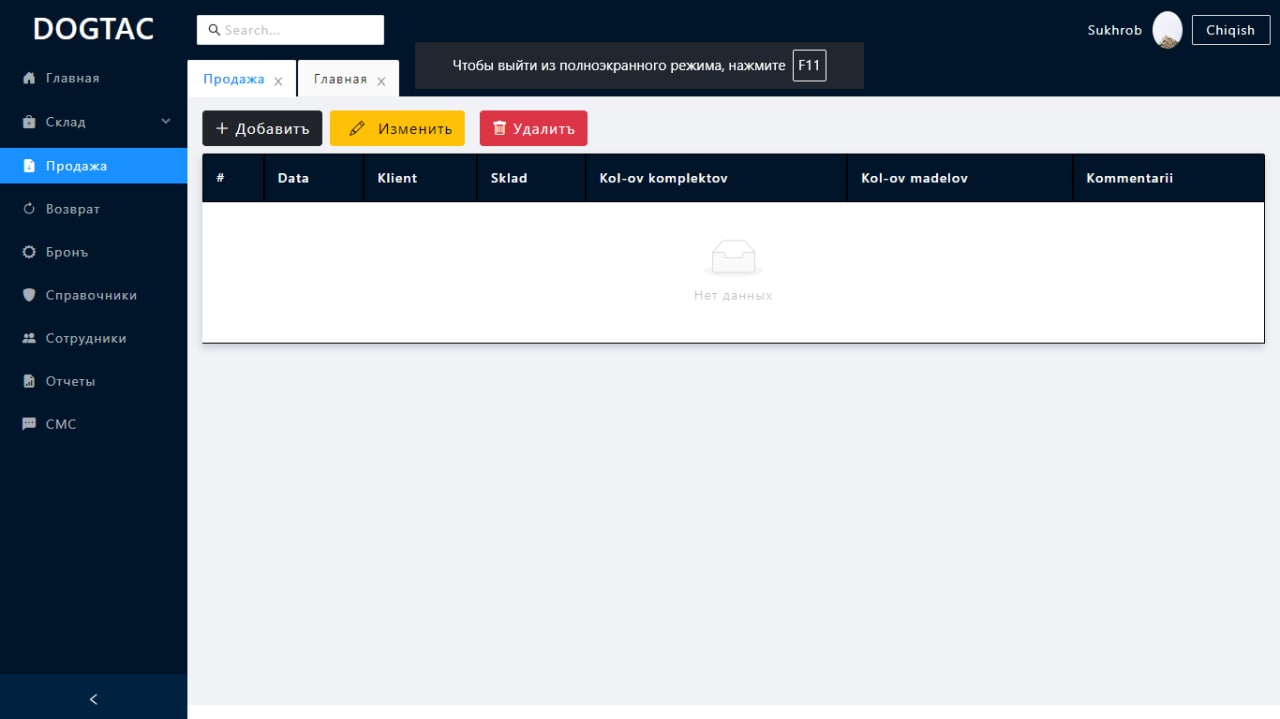 DOGTAC
Search...
Sukhrob
Chiqish
Чтобы выйти из полноэкранного режима, нажмите F11
Продажа x
Главная x
Главная
Склад
Продажа
Возврат
Бронъ
Справочники
Сотрудники
Отчеты
СМС
+ Добавитъ
Изменитъ
Удалитъ
# Data Klient Sklad Kol-ov komplektov Kol-ov madelov Kommentarii
Нет данных